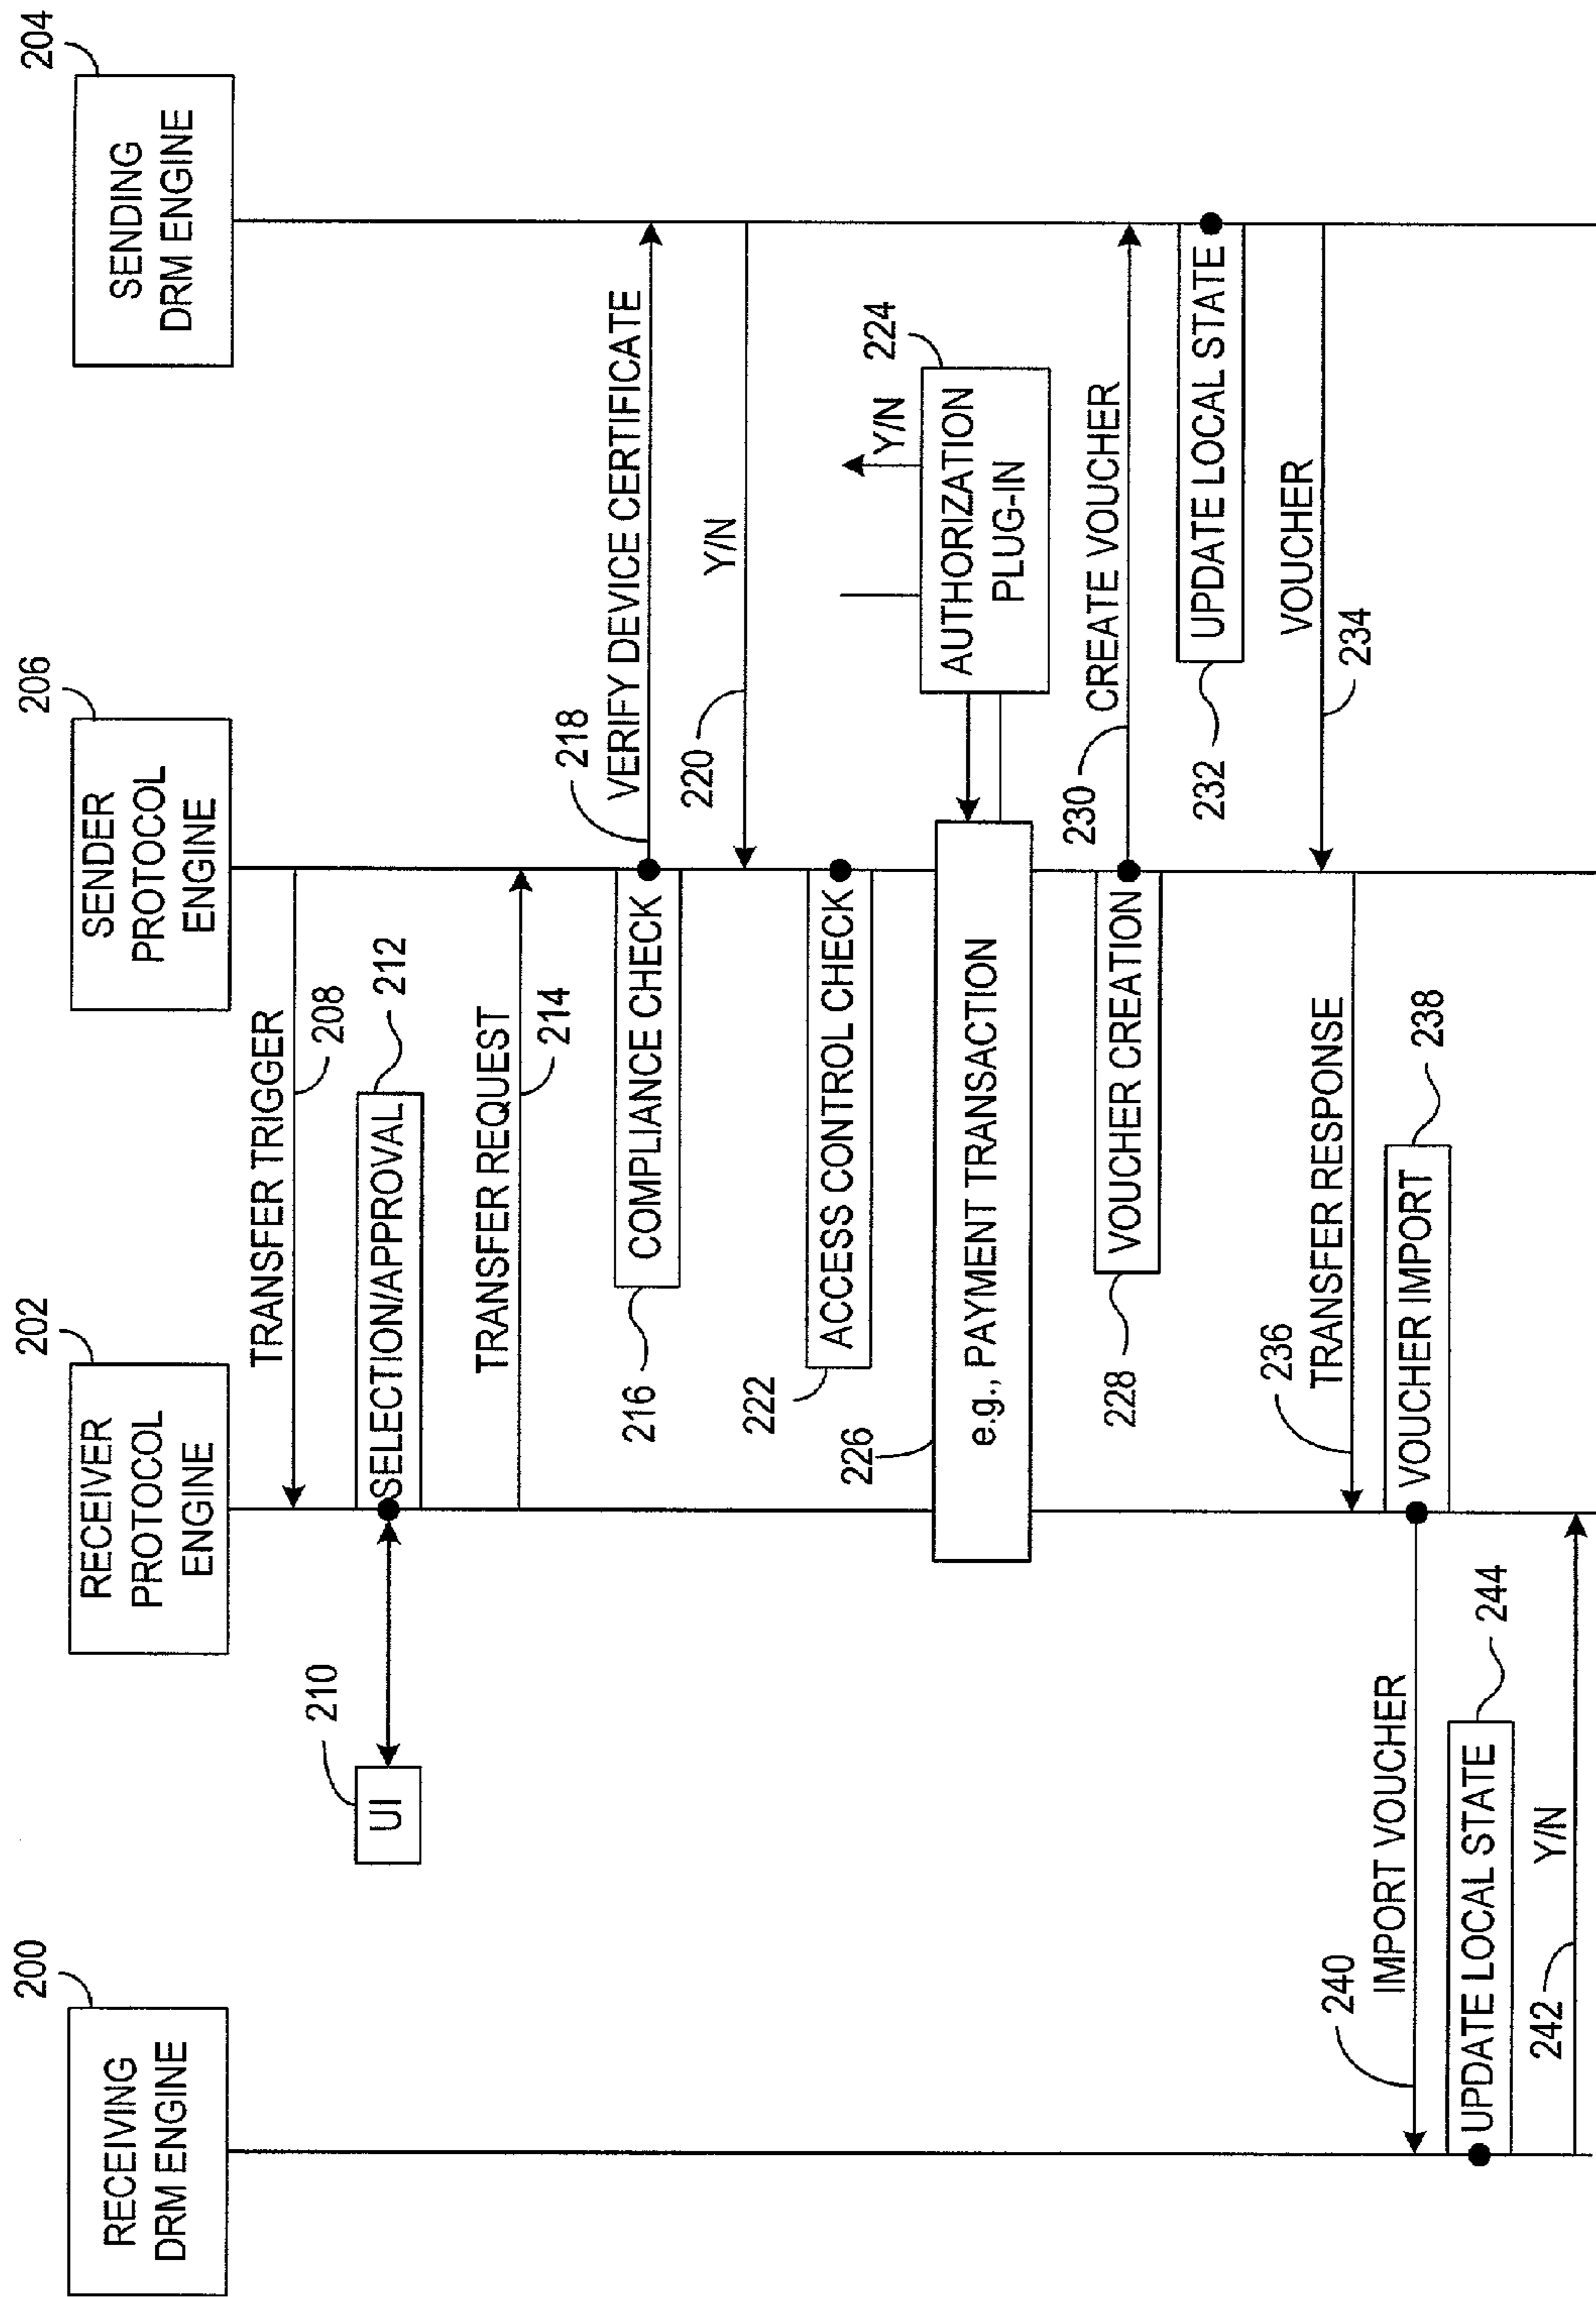 200
RECEIVING
DRM ENGINE
202
RECEIVER
PROTOCOL
ENGINE
206
SENDER
PROTOCOL
ENGINE
204
SENDING
DRM ENGINE
TRANSFER TRIGGER
208
210
UI
SELECTION/APPROVAL
212
TRANSFER REQUEST
214
216
COMPLIANCE CHECK
218
VERIFY DEVICE CERTIFICATE
220
Y/N
222
ACCESS CONTROL CHECK
Y/N
224
AUTHORIZATION
PLUG-IN
226
e.g., PAYMENT TRANSACTION
228
VOUCHER CREATION
230
CREATE VOUCHER
232
UPDATE LOCAL STATE
VOUCHER
234
236
TRANSFER RESPONSE
VOUCHER IMPORT
238
240
IMPORT VOUCHER
UPDATE LOCAL STATE
244
242
Y/N